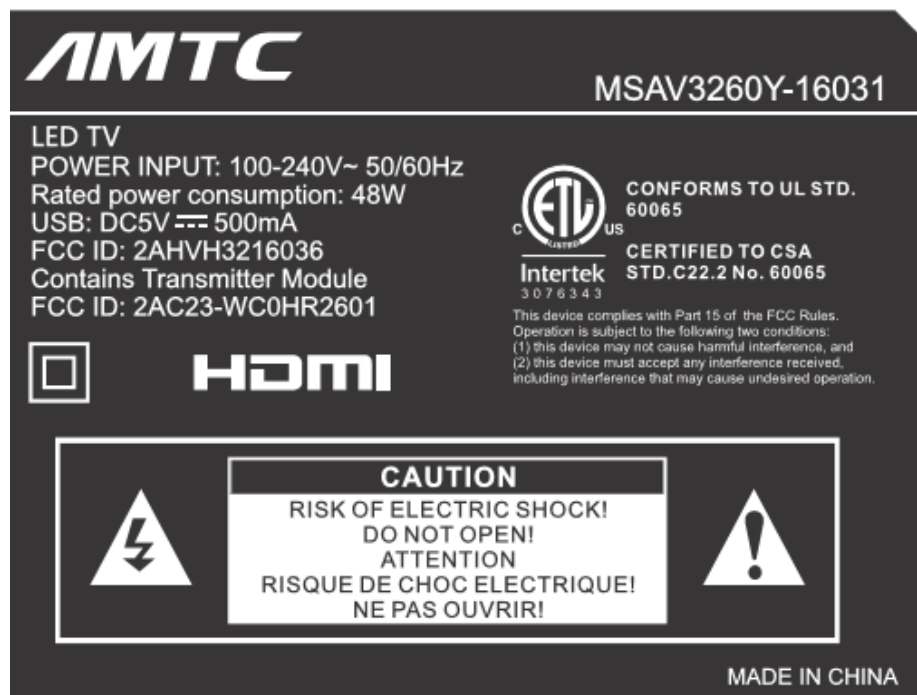 AMTC
MSAV3260Y-16031
LED TV
POWER INPUT: 100-240V~ 50/60Hz
Rated power consumption: 48W
USB: DC5V ⎓ 500mA
FCC ID: 2AHVH3216036
Contains Transmitter Module
FCC ID: 2AC23-WC0HR2601
HDMI
C ETL US
LISTED
Intertek
3076343
CONFORMS TO UL STD.
60065
CERTIFIED TO CSA
STD.C22.2 No. 60065
This device complies with Part 15 of the FCC Rules.
Operation is subject to the following two conditions:
(1) this device may not cause harmful interference, and
(2) this device must accept any interference received,
including interference that may cause undesired operation.
CAUTION
RISK OF ELECTRIC SHOCK!
DO NOT OPEN!
ATTENTION
RISQUE DE CHOC ELECTRIQUE!
NE PAS OUVRIR!
MADE IN CHINA